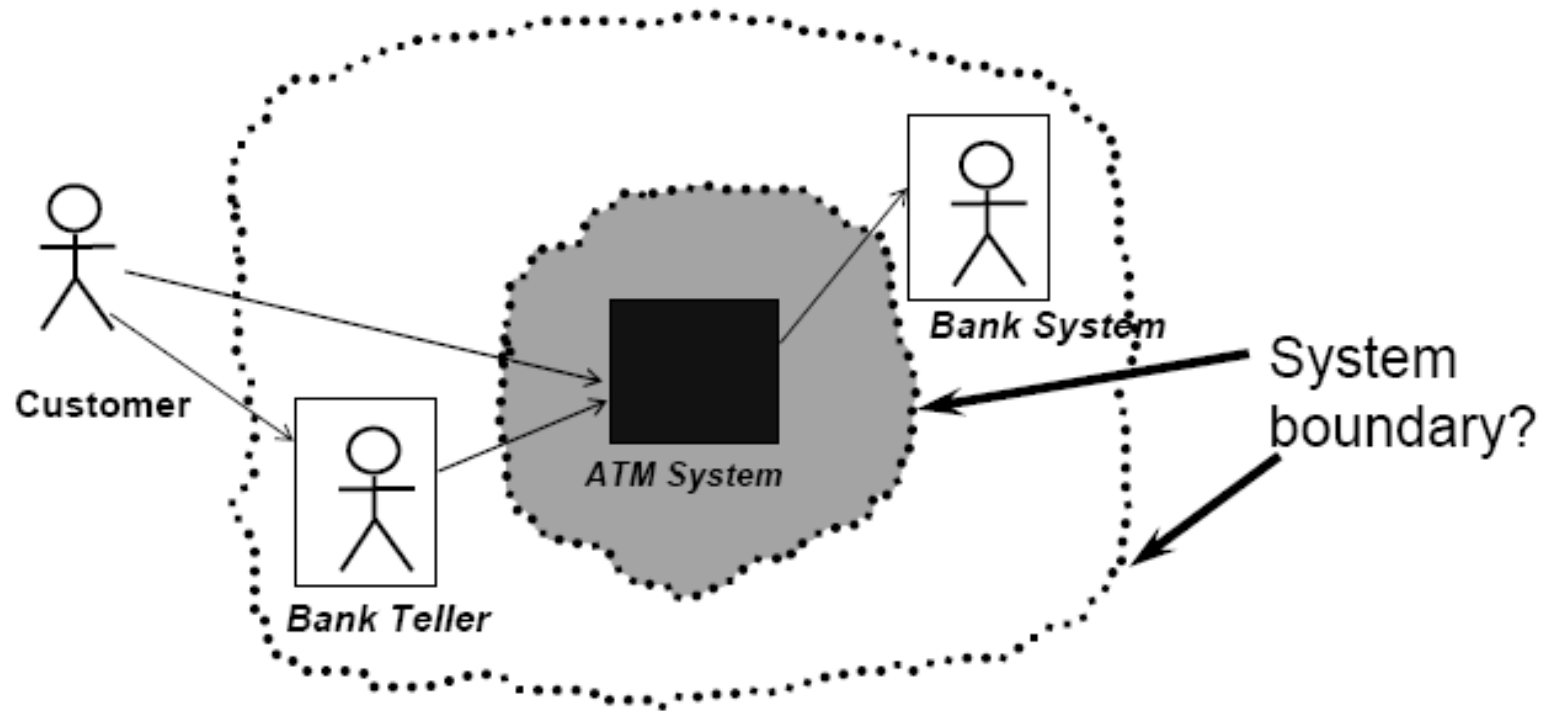 Customer
Bank System
System
boundary?
ATM System
Bank Teller